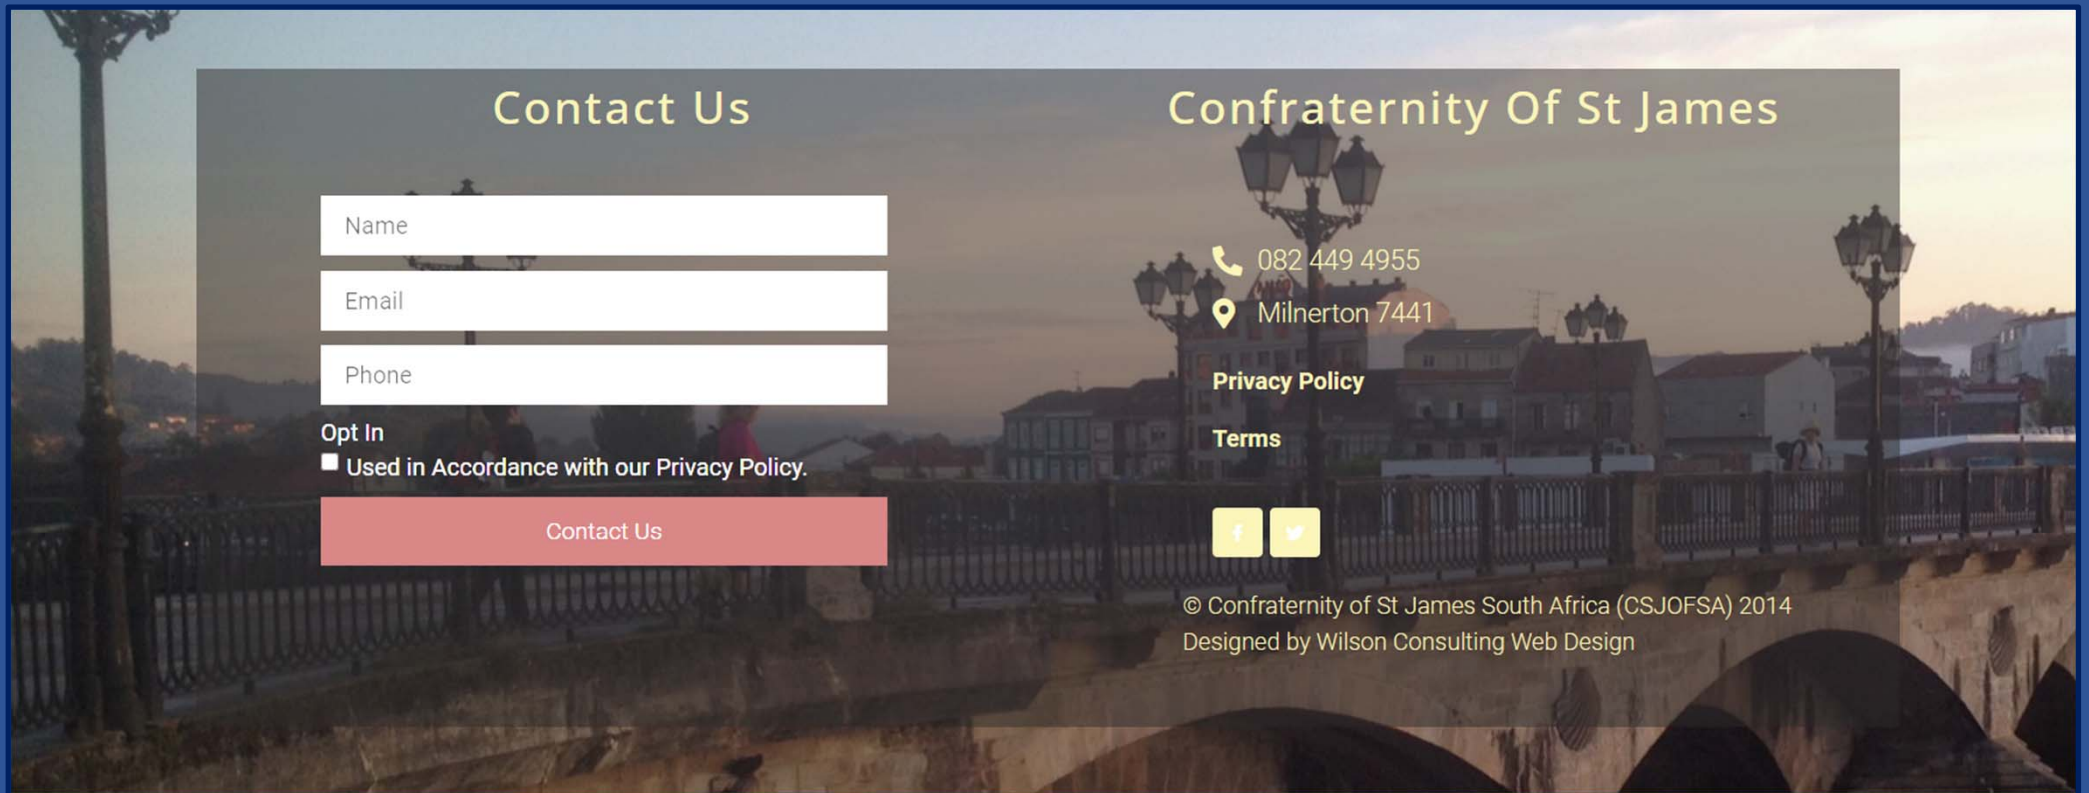 Contact Us
Name
Email
Phone
Opt In
Used in Accordance with our Privacy Policy.
Contact Us
Confraternity Of St James
082 449 4955
Milnerton 7441
Privacy Policy
Terms
© Confraternity of St James South Africa (CSJOFSA) 2014
Designed by Wilson Consulting Web Design